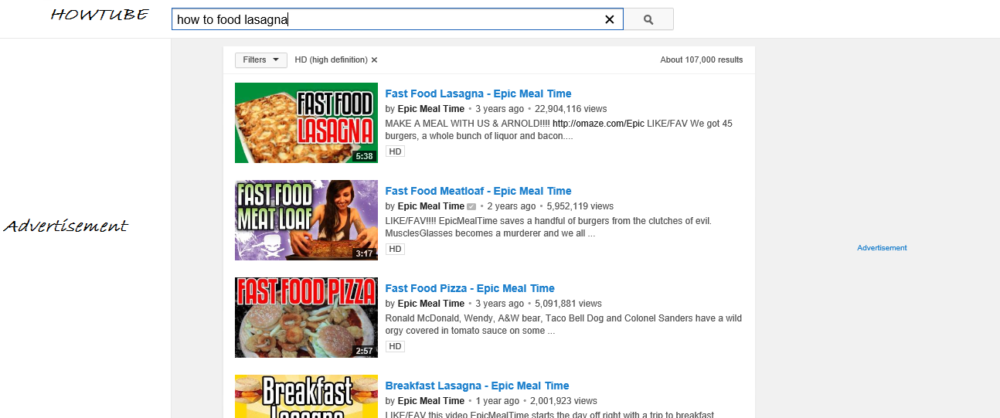 HOWTUBE
how to food lasagna
Filters
HD (high definition) ×
About 107,000 results
FAST FOOD
LASAGNA
5:38
Fast Food Lasagna - Epic Meal Time
by Epic Meal Time • 3 years ago • 22,904,116 views
MAKE A MEAL WITH US & ARNOLD!!!! http://omaze.com/Epic LIKE/FAV We got 45
burgers, a whole bunch of liquor and bacon....
HD
FAST FOOD
MEAT LOAF
3:17
Fast Food Meatloaf - Epic Meal Time
by Epic Meal Time • 2 years ago • 5,952,119 views
LIKE/FAV!!!! EpicMealTime saves a handful of burgers from the clutches of evil.
MusclesGlasses becomes a murderer and we all ...
HD
Advertisement
Advertisement
FAST FOOD PIZZA
2:57
Fast Food Pizza - Epic Meal Time
by Epic Meal Time • 3 years ago • 5,091,881 views
Ronald McDonald, Wendy, A&W bear, Taco Bell Dog and Colonel Sanders have a wild
orgy covered in tomato sauce on some ...
HD
Breakfast
Lasagna
Breakfast Lasagna - Epic Meal Time
by Epic Meal Time • 1 year ago • 2,001,923 views
LIKE/FAV this video EpicMealTime starts the day off right with a trip to breakfast